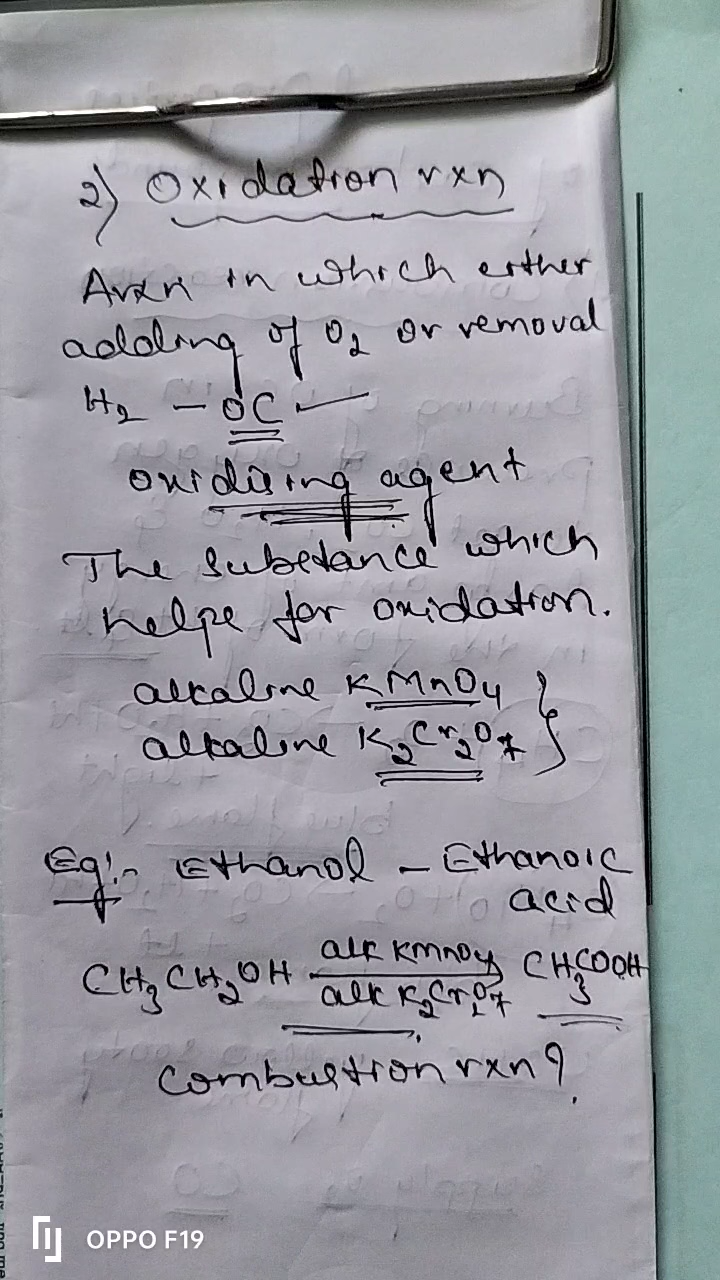 2) Oxidation rxn
A rxn in which either
adding of O₂ or removal
H₂ - OC
oxidising agent
The substance which
helps for oxidation.
alkaline KMnO₄
alkaline K₂Cr₂O₇
Eg:- Ethanol - Ethanoic
acid
CH₃CH₂OH alk KMnO₄ CH₃COOH
alk K₂Cr₂O₇
Combustion rxn?
OPPO F19